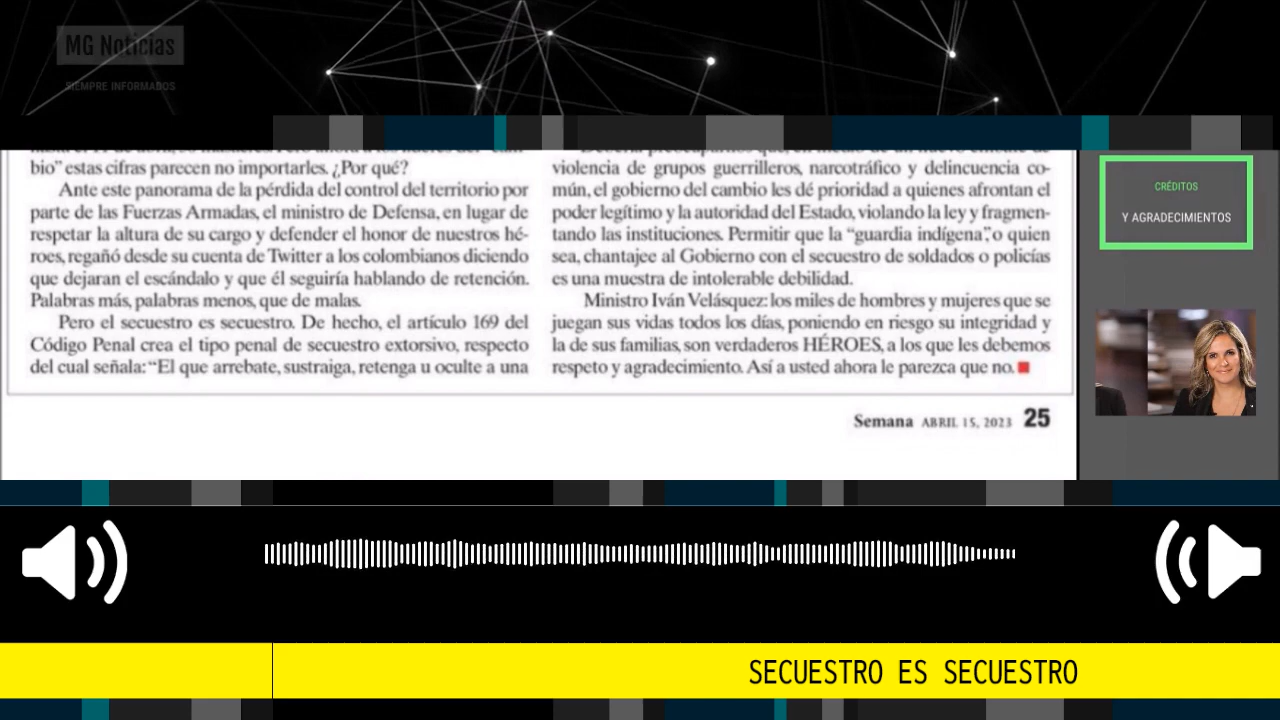 MG Noticias
SIEMPRE INFORMADOS
bio” estas cifras parecen no importarles. ¿Por qué?
Ante este panorama de la pérdida del control del territorio por
parte de las Fuerzas Armadas, el ministro de Defensa, en lugar de
respetar la altura de su cargo y defender el honor de nuestros hé-
roes, regañó desde su cuenta de Twitter a los colombianos diciendo
que dejaran el escándalo y que él seguiría hablando de retención.
Palabras más, palabras menos, que de malas.
Pero el secuestro es secuestro. De hecho, el artículo 169 del
Código Penal crea el tipo penal de secuestro extorsivo, respecto
del cual señala: “El que arrebate, sustraiga, retenga u oculte a una
violencia de grupos guerrilleros, narcotráfico y delincuencia co-
mún, el gobierno del cambio les dé prioridad a quienes afrontan el
poder legítimo y la autoridad del Estado, violando la ley y fragmen-
tando las instituciones. Permitir que la “guardia indígena”, o quien
sea, chantajee al Gobierno con el secuestro de soldados o policías
es una muestra de intolerable debilidad.
Ministro Iván Velásquez: los miles de hombres y mujeres que se
juegan sus vidas todos los días, poniendo en riesgo su integridad y
la de sus familias, son verdaderos HÉROES, a los que les debemos
respeto y agradecimiento. Así a usted ahora le parezca que no.
Semana ABRIL 15, 2023 25
CRÉDITOS
Y AGRADECIMIENTOS
SECUESTRO ES SECUESTRO